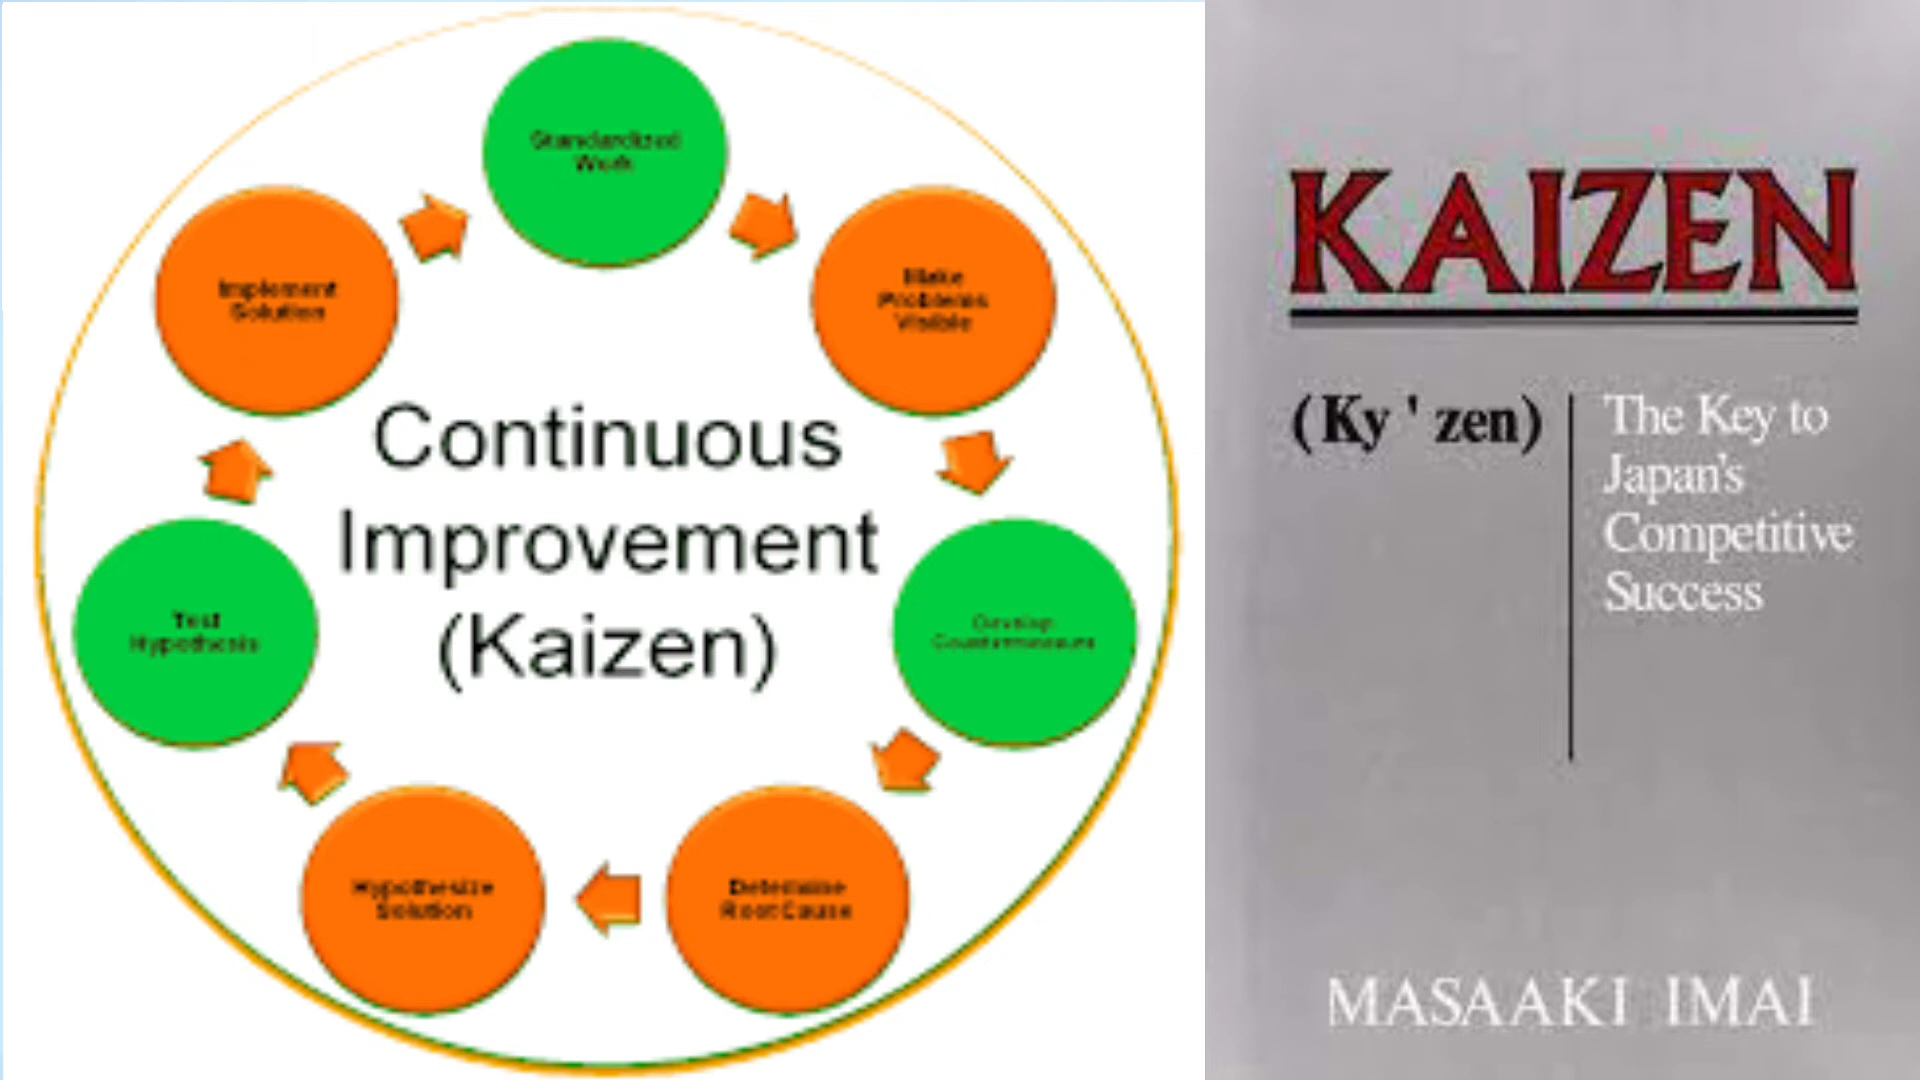 Standardized
Work
Make
Problems
Visible
Develop
Countermeasure
Determine
Root Cause
Hypothesize
Solution
Test
Hypothesis
Implement
Solution
Continuous
Improvement
(Kaizen)
KAIZEN
(Ky ' zen)
The Key to
Japan's
Competitive
Success
MASAAKI IMAI